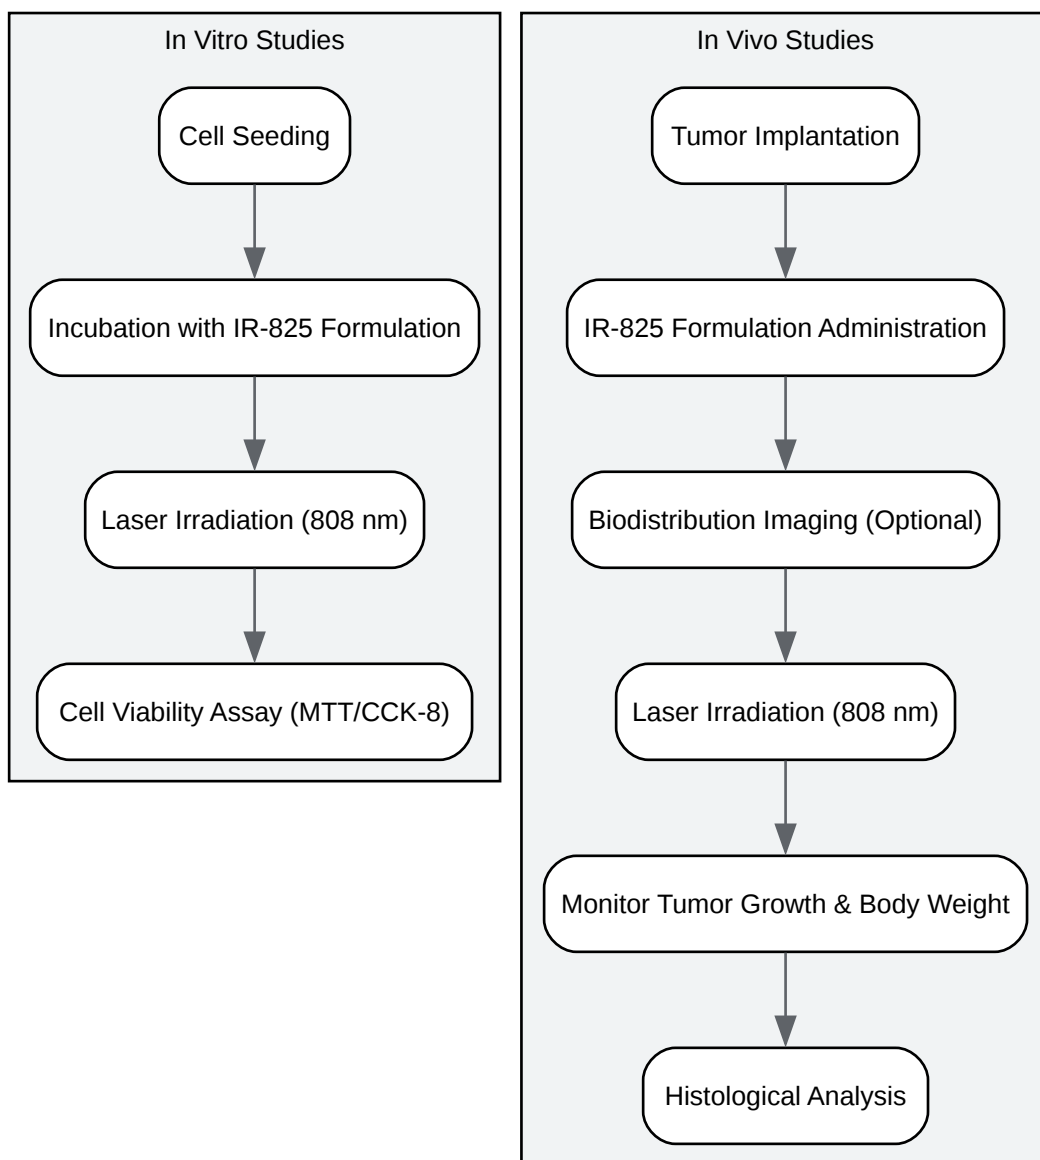 In Vitro Studies
Cell Seeding
Incubation with IR-825 Formulation
Laser Irradiation (808 nm)
Cell Viability Assay (MTT/CCK-8)
In Vivo Studies
Tumor Implantation
IR-825 Formulation Administration
Biodistribution Imaging (Optional)
Laser Irradiation (808 nm)
Monitor Tumor Growth & Body Weight
Histological Analysis